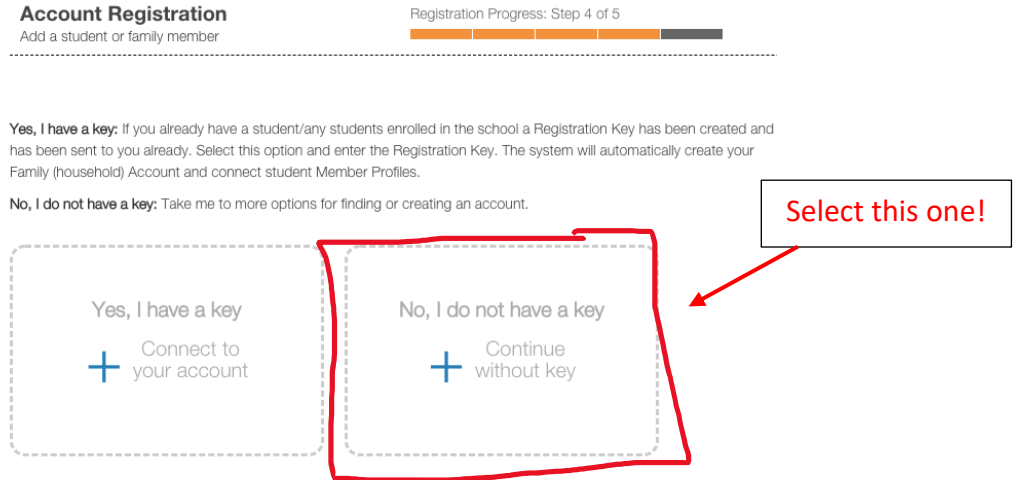 Account Registration
Registration Progress: Step 4 of 5
Add a student or family member
Yes, I have a key: If you already have a student/any students enrolled in the school a Registration Key has been created and
has been sent to you already. Select this option and enter the Registration Key. The system will automatically create your
Family (household) Account and connect student Member Profiles.
No, I do not have a key: Take me to more options for finding or creating an account.
Select this one!
Yes, I have a key
Connect to
your account
No, I do not have a key
Continue
without key